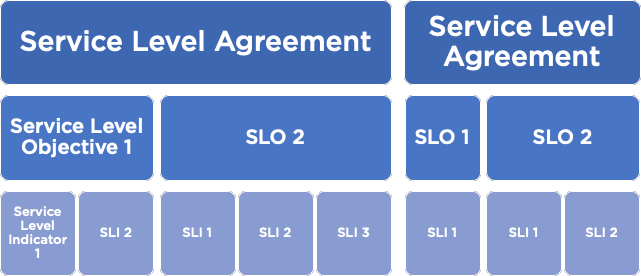 Service Level Agreement
Service Level
Agreement
Service Level
Objective 1
SLO 2
SLO 1
SLO 2
Service
Level
Indicator
1
SLI 2
SLI 1
SLI 2
SLI 3
SLI 1
SLI 1
SLI 2